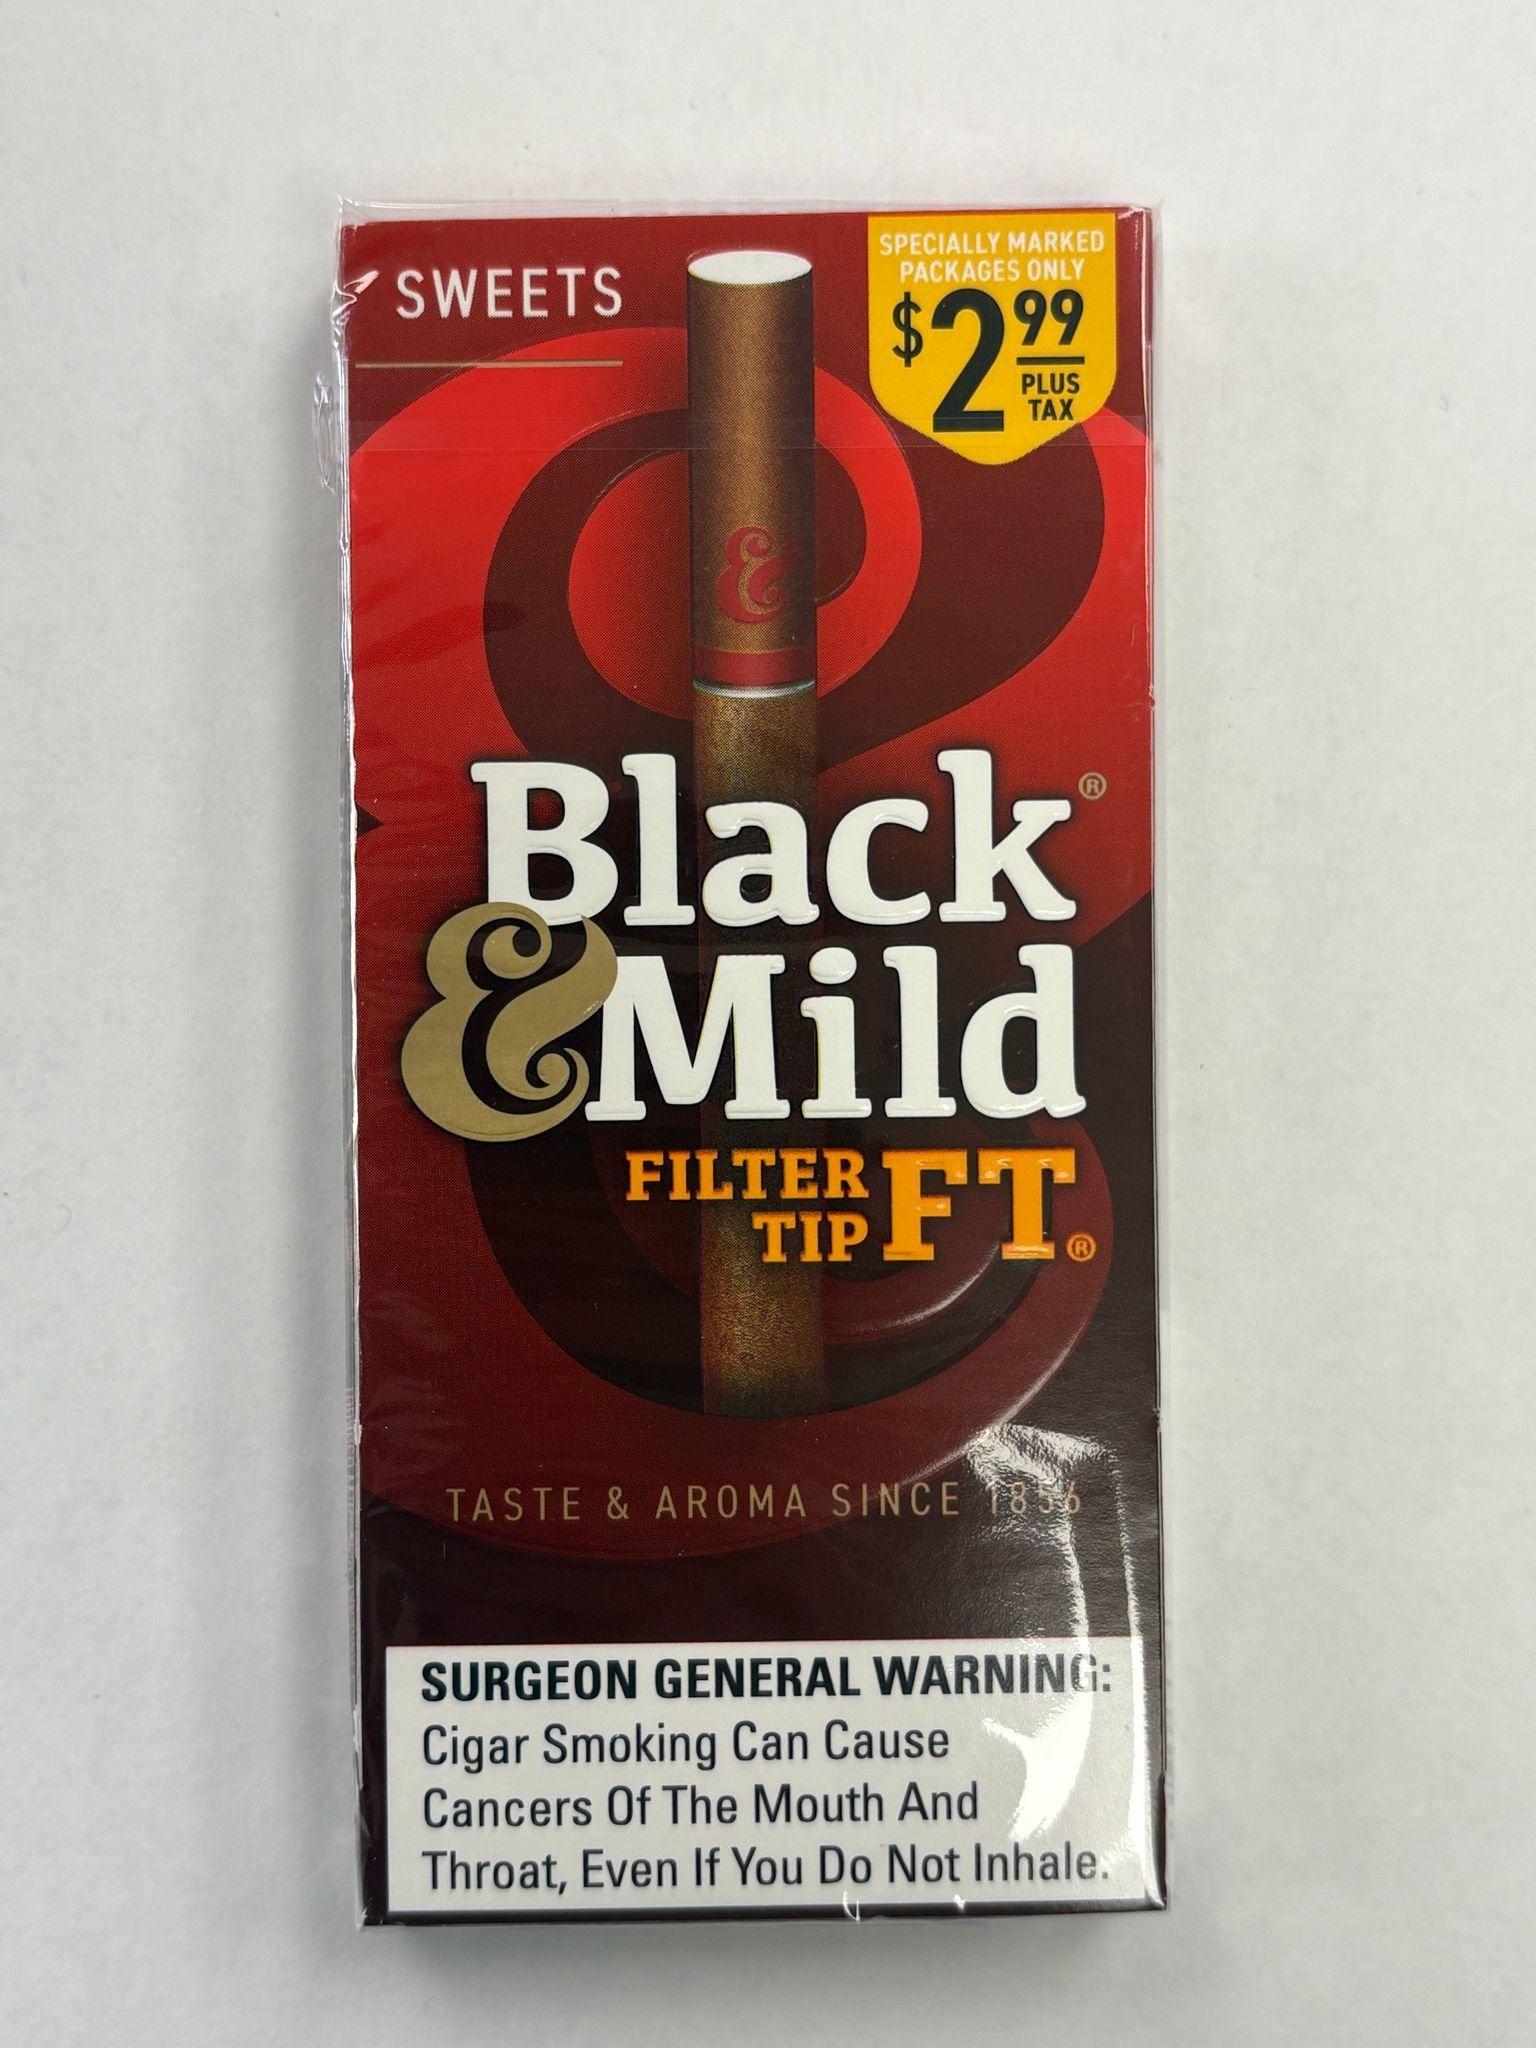 SWEETS
SPECIALLY MARKED
PACKAGES ONLY
$2.99
PLUS
TAX
&
Black®
&Mild
FILTER
TIP FT®
TASTE & AROMA SINCE 1856
SURGEON GENERAL WARNING:
Cigar Smoking Can Cause
Cancers Of The Mouth And
Throat, Even If You Do Not Inhale.